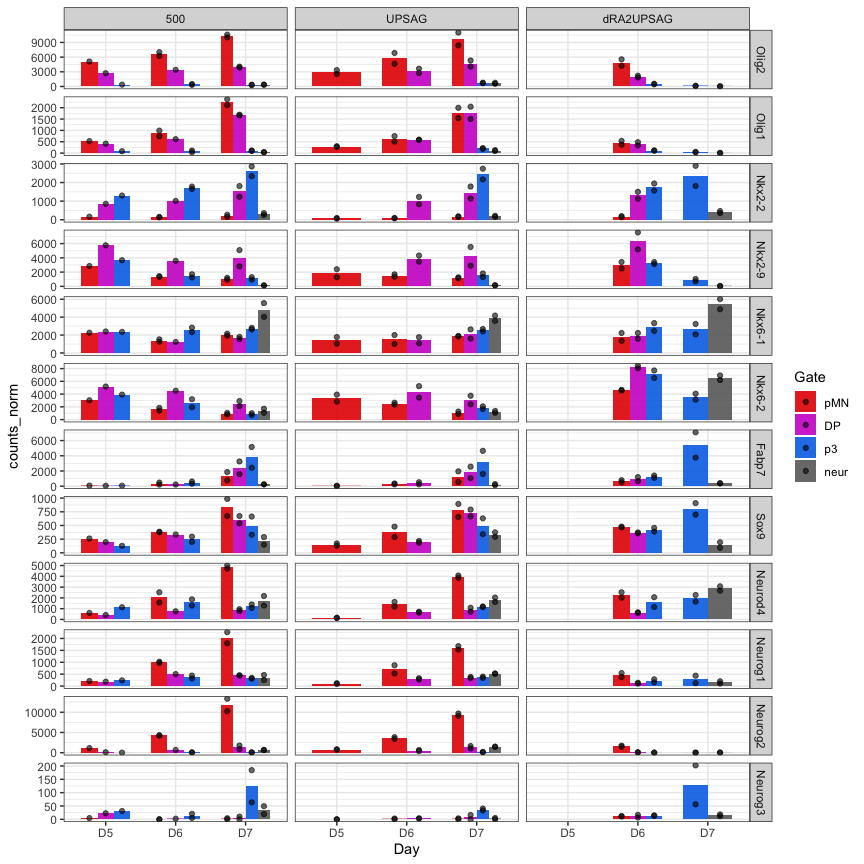 500 UPSAG dRA2UPSAG
9000
6000
3000
0
Olig2
2000
1500
1000
500
0
Olig1
3000
2000
1000
0
Nkx2-2
6000
4000
2000
0
Nkx2-9
6000
4000
2000
0
Nkx6-1
8000
6000
4000
2000
0
Nkx6-2
6000
4000
2000
0
Fabp7
1000
750
500
250
0
Sox9
5000
4000
3000
2000
1000
0
Neurod4
2000
1500
1000
500
0
Neurog1
10000
5000
0
Neurog2
200
150
100
50
0
Neurog3
D5 D6 D7 D5 D6 D7 D5 D6 D7
Day
counts_norm
Gate
pMN
DP
p3
neur